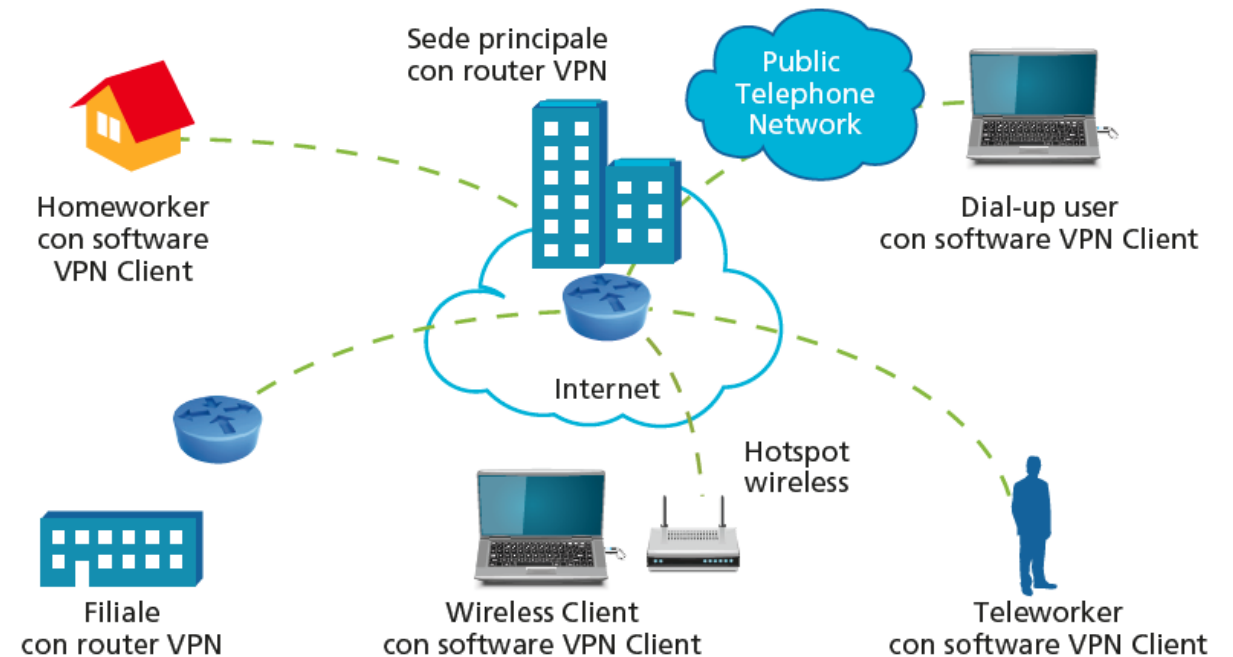 Sede principale
con router VPN
Public
Telephone
Network
Homeworker
con software
VPN Client
Dial-up user
con software VPN Client
Internet
Hotspot
wireless
Filiale
con router VPN
Wireless Client
con software VPN Client
Teleworker
con software VPN Client